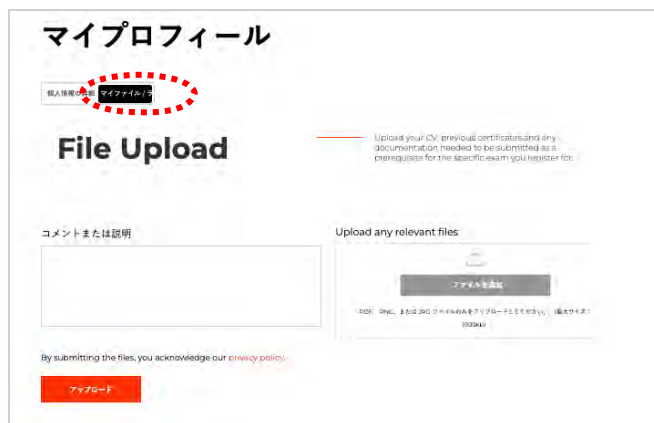 マイプロフィール
個人情報の詳細 マイファイル / ラ
File Upload
Upload your CV, previous certificates and any
documentation needed to be submitted as a
prerequisite for the specific exam you register for.
コメントまたは説明
Upload any relevant files
ファイルを追加
PDF、PNG、または JPG ファイルのみをアップロードしてください。 (最大サイズ:
By submitting the files, you acknowledge our privacy policy.
アップロード